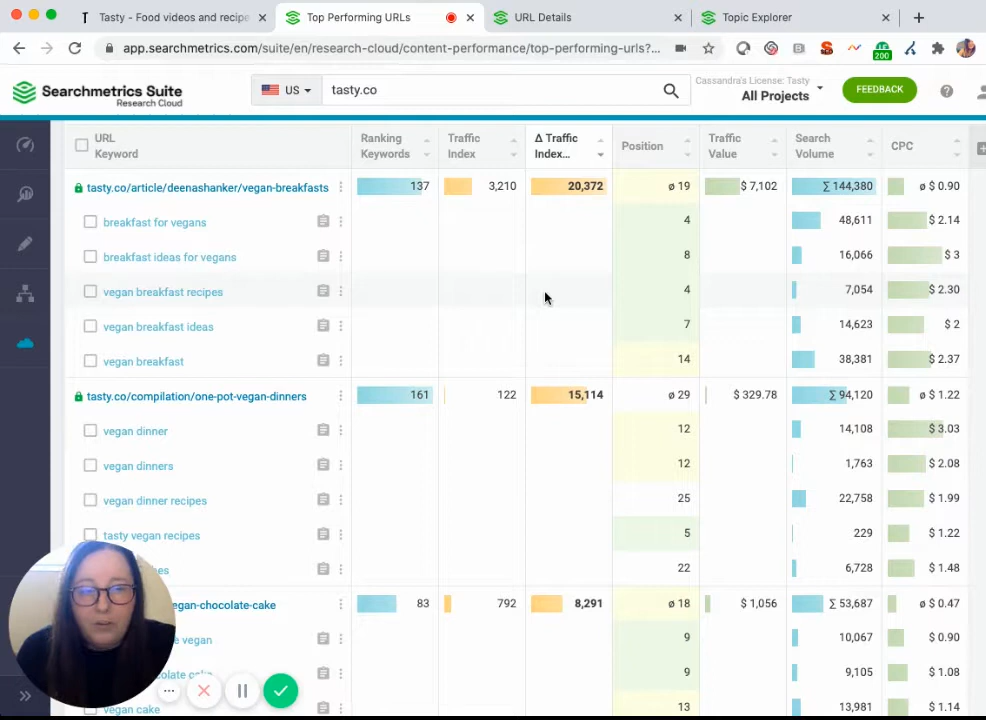 Tasty - Food videos and recipe
Top Performing URLs
URL Details
Topic Explorer
app.searchmetrics.com/suite/en/research-cloud/content-performance/top-performing-urls?...
200
Searchmetrics Suite
Research Cloud
US
tasty.co
Cassandra's License: Tasty
All Projects
FEEDBACK
URL
Keyword
Ranking
Keywords
Traffic
Index
Δ Traffic
Index...
Position
Traffic
Value
Search
Volume
CPC
tasty.co/article/deenashanker/vegan-breakfasts 137 3,210 20,372 ø 19 $ 7,102 Σ 144,380 ø $ 0.90
breakfast for vegans 4 48,611 $ 2.14
breakfast ideas for vegans 8 16,066 $ 3
vegan breakfast recipes 4 7,054 $ 2.30
vegan breakfast ideas 7 14,623 $ 2
vegan breakfast 14 38,381 $ 2.37
tasty.co/compilation/one-pot-vegan-dinners 161 122 15,114 ø 29 $ 329.78 Σ 94,120 ø $ 1.22
vegan dinner 12 14,108 $ 3.03
vegan dinners 12 1,763 $ 2.08
vegan dinner recipes 25 22,758 $ 1.99
tasty vegan recipes 5 229 $ 1.22
22 6,728 $ 1.48
egan-chocolate-cake 83 792 8,291 ø 18 $ 1,056 Σ 53,687 ø $ 0.47
vegan 9 10,067 $ 0.90
9 9,105 $ 1.08
vegan cake 13 13,981 $ 1.14